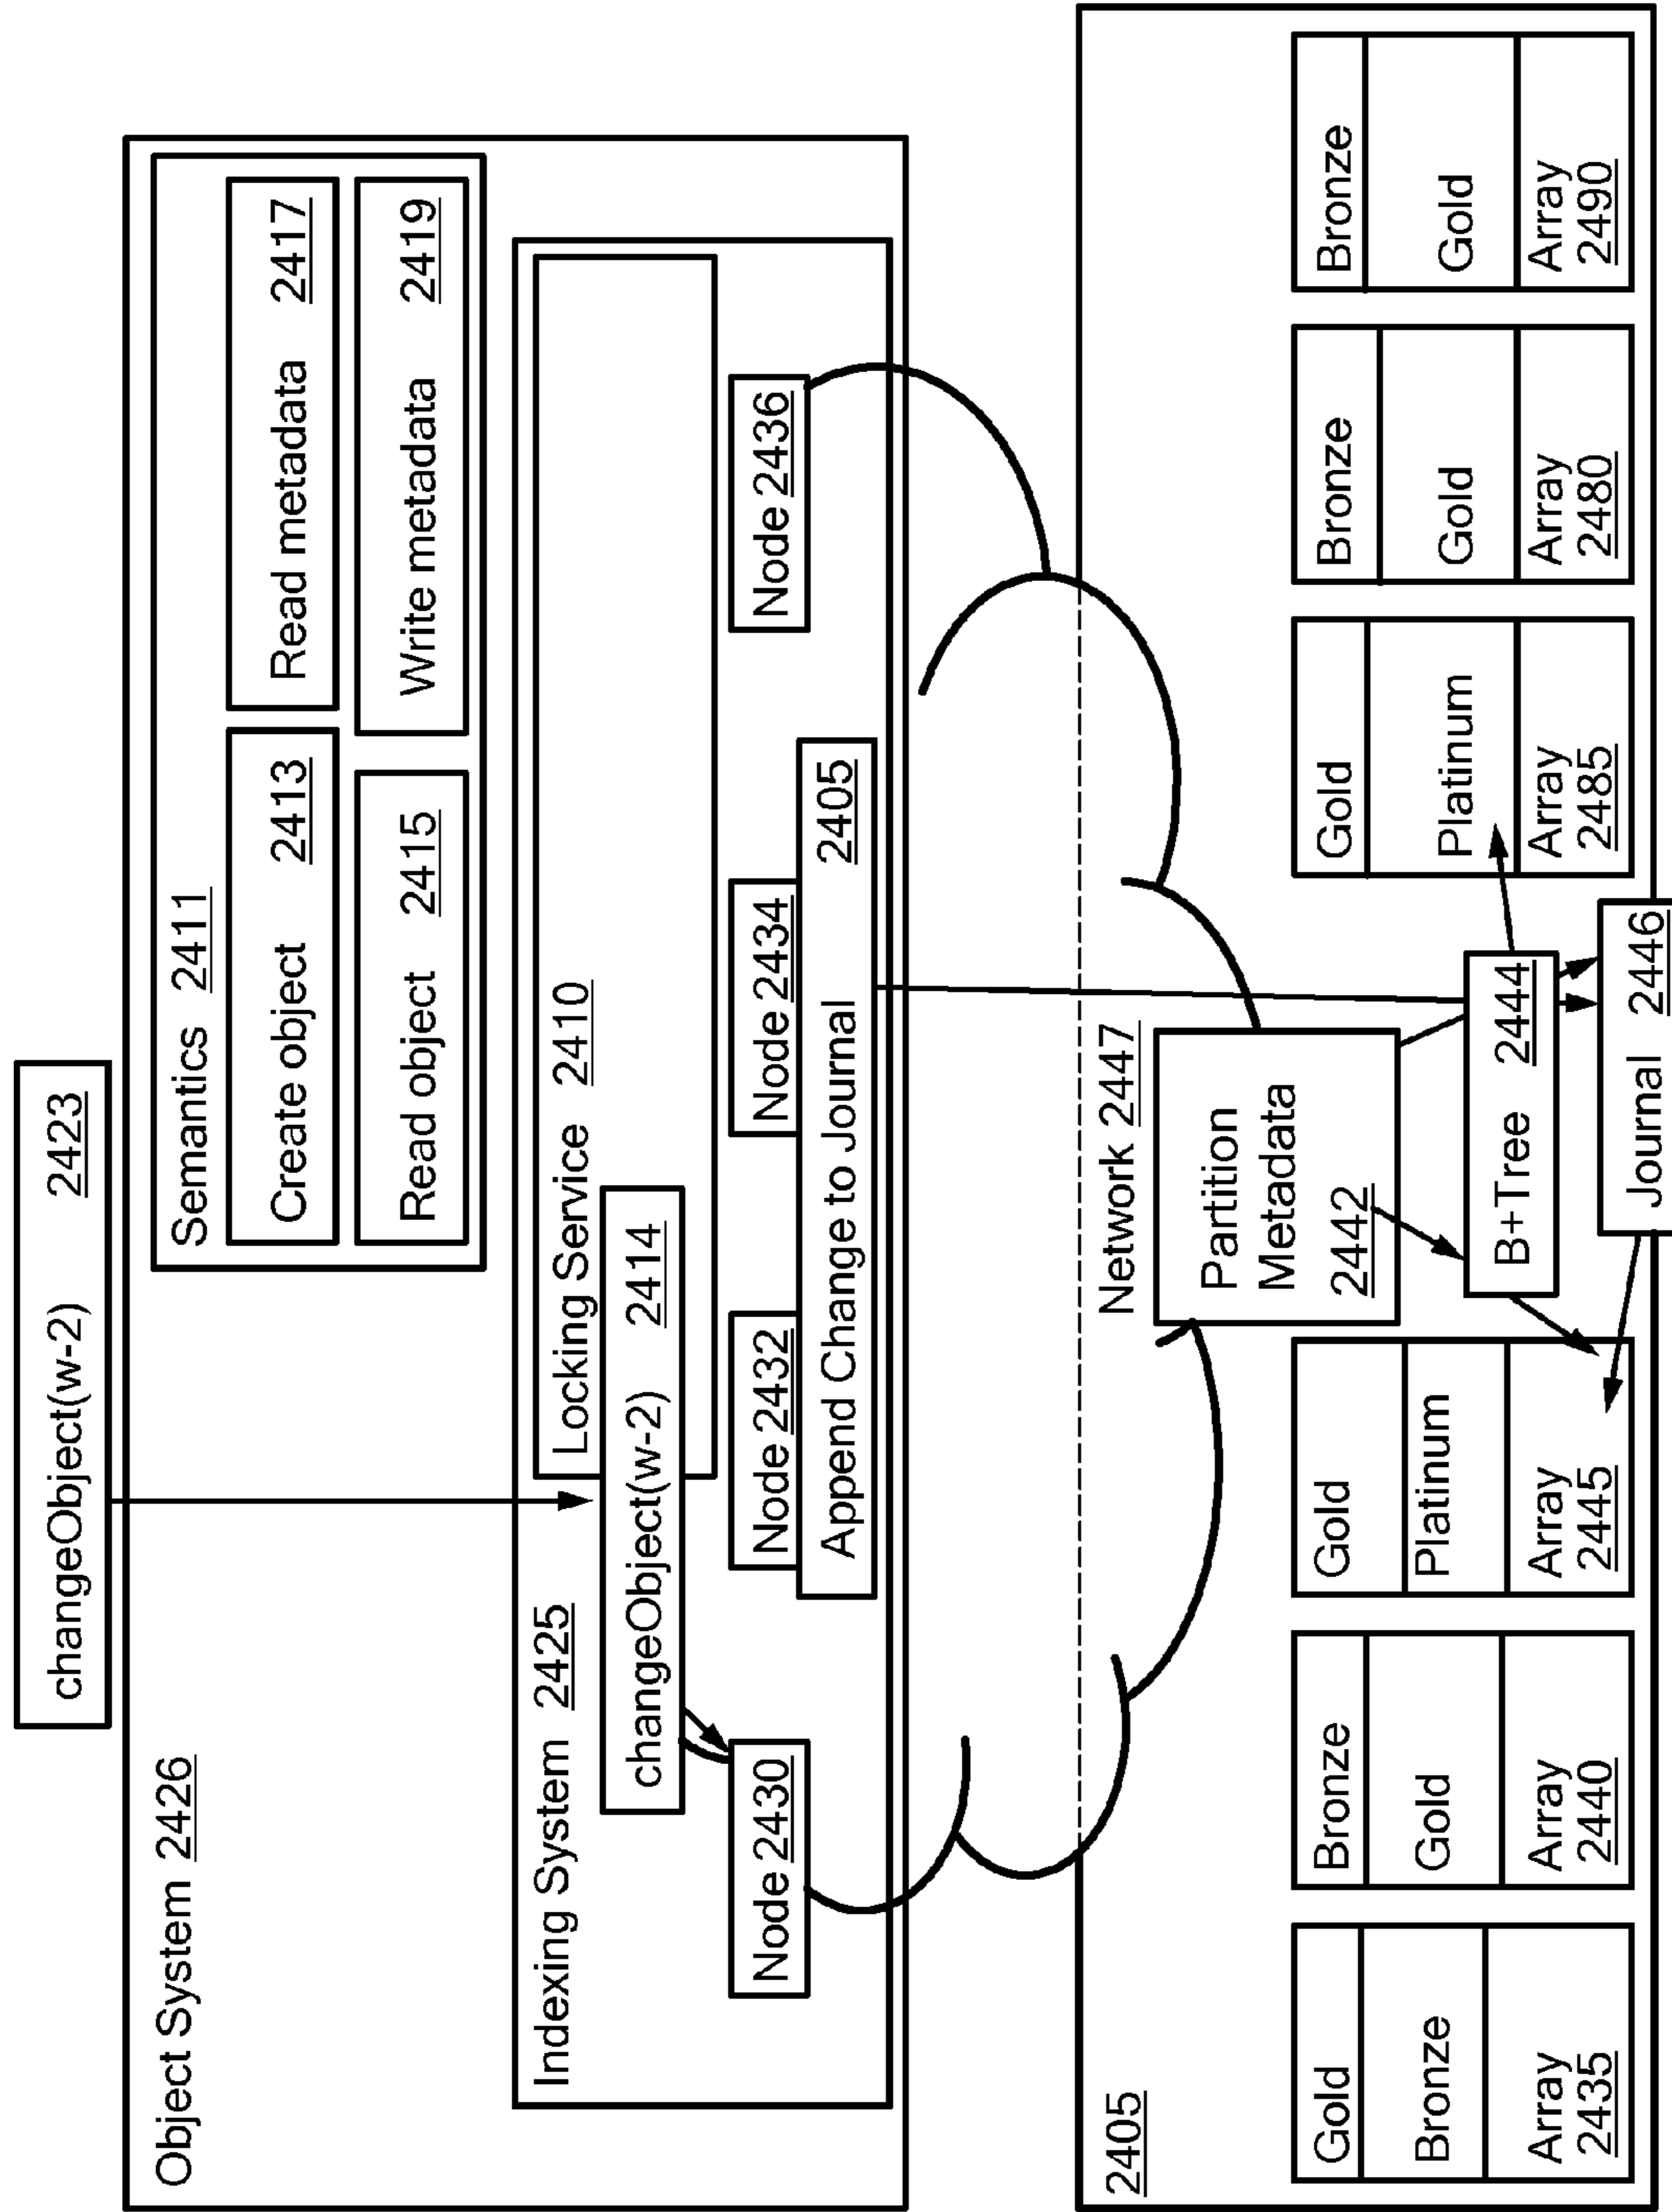 changeObject(w-2) 2423
Object System 2426
Semantics 2411
Create object 2413
Read metadata 2417
Read object 2415
Write metadata 2419
Indexing System 2425
Locking Service 2410
changeObject(w-2) 2414
Node 2430
Node 2432
Node 2434
Node 2436
Append Change to Journal 2405
Network 2447
2405
Partition
Metadata
2442
B+Tree 2444
Journal 2446
Gold
Bronze
Array
2435
Bronze
Gold
Array
2440
Gold
Platinum
Array
2445
Gold
Platinum
Array
2485
Bronze
Gold
Array
2480
Bronze
Gold
Array
2490